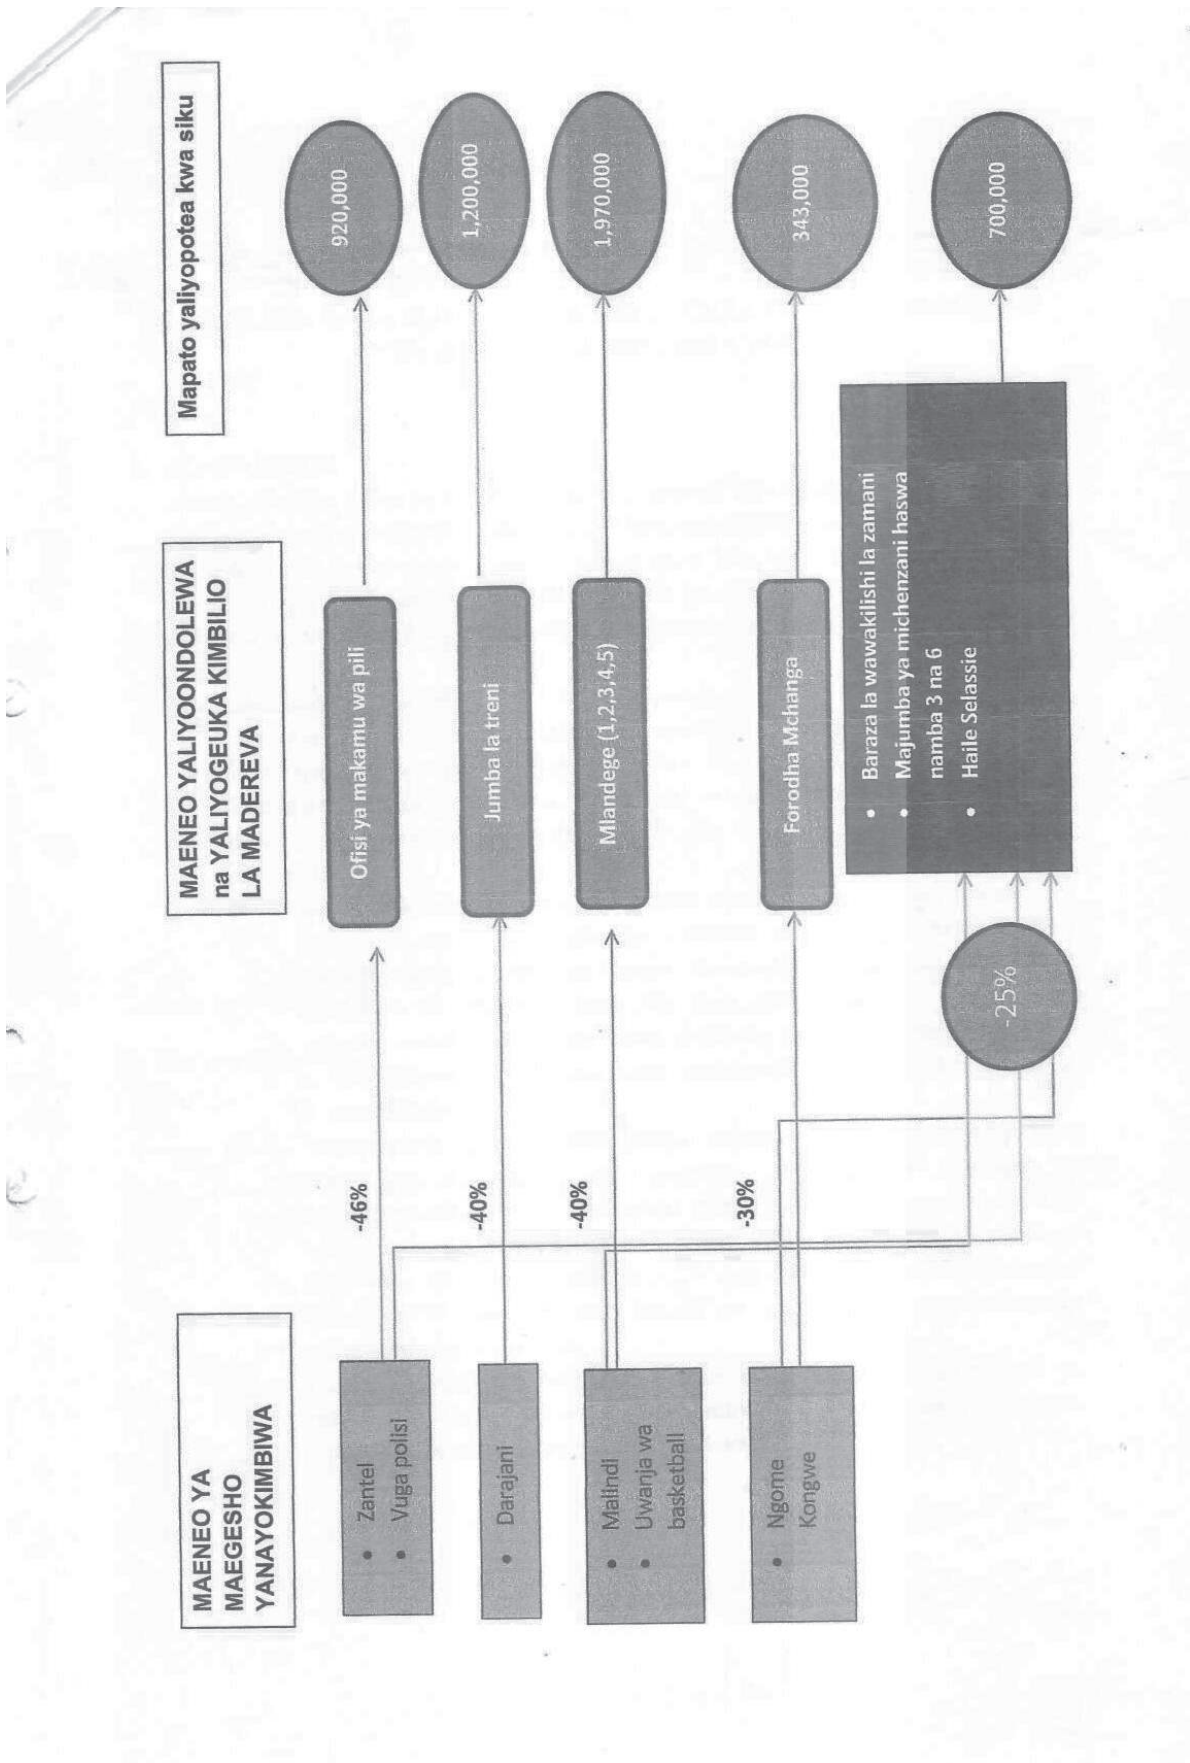 MAENEO YA
MAEGESHO
YANAYOKIMBIWA
MAENEO YALIYOONDOLEWA
na YALIYOGEUKA KIMBILIO
LA MADEREVA
Mapato yaliyopotea kwa siku
• Zantel
• Vuga polisi
-46%
Ofisi ya makamu wa pili
920,000
• Darajani
-40%
Jumba la treni
1,200,000
• Malindi
• Uwanja wa
basketball
-40%
Mlandege (1,2,3,4,5)
1,970,000
• Ngome
Kongwe
-30%
Forodha Mchanga
343,000
-25%
• Baraza la wawakilishi la zamani
• Majumba ya michenzani haswa
namba 3 na 6
• Haile Selassie
700,000